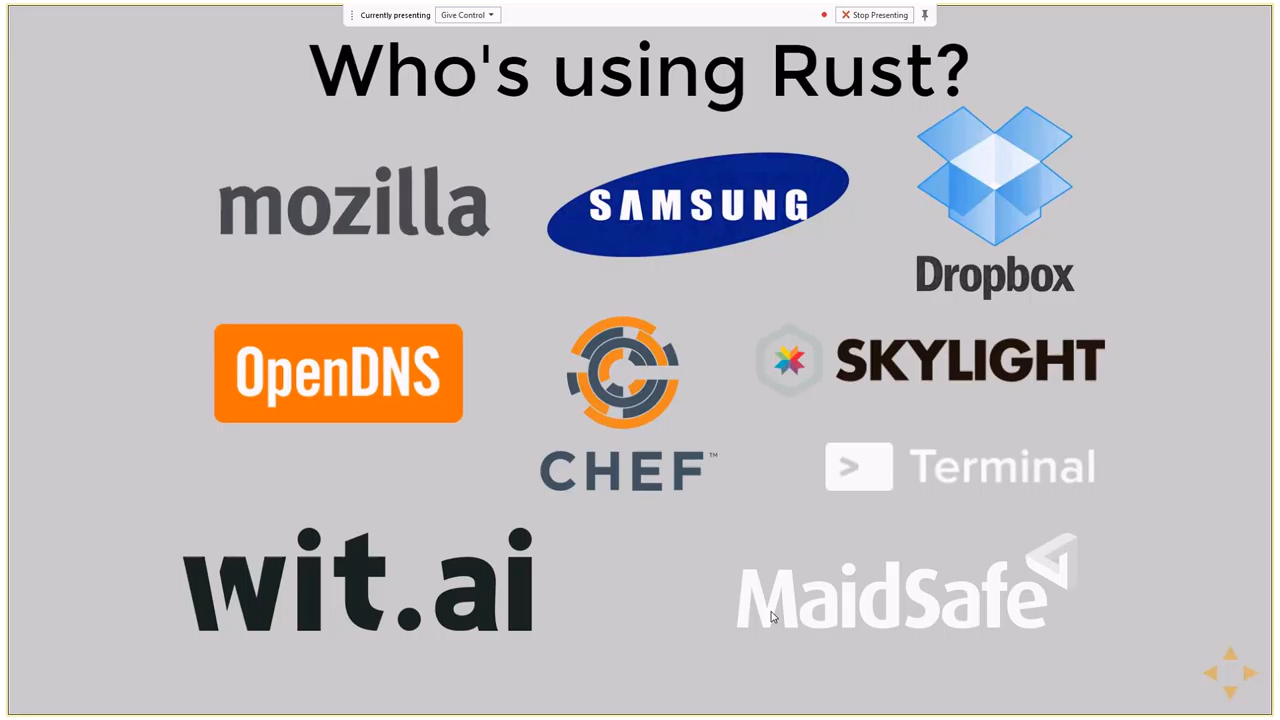 Currently presenting Give Control Stop Presenting
Who's using Rust?
mozilla
SAMSUNG
Dropbox
OpenDNS
CHEF™
SKYLIGHT
> Terminal
wit.ai
MaidSafe